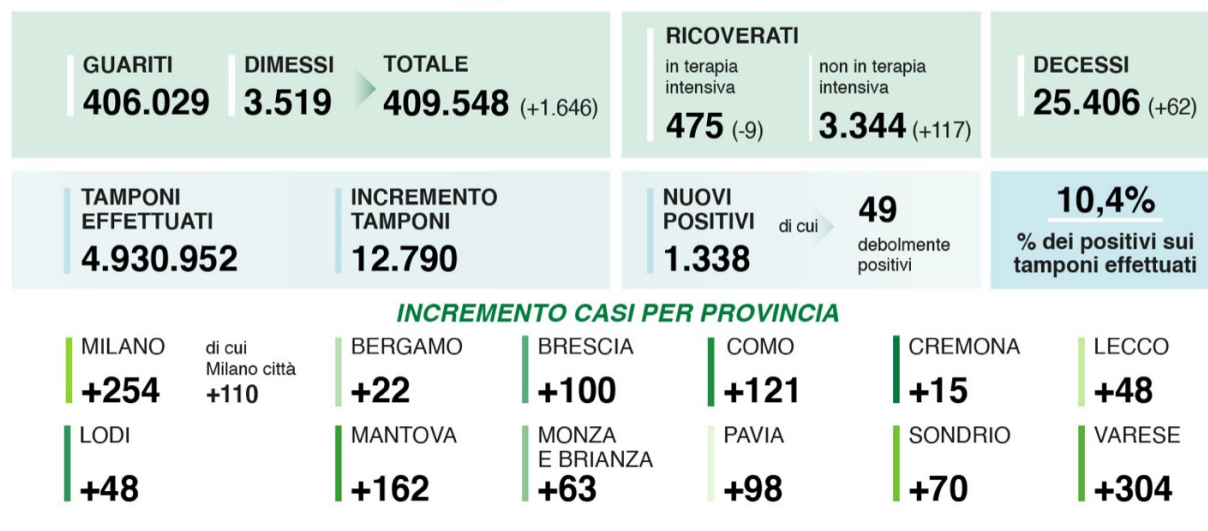 GUARITI
406.029
DIMESSI
3.519
TOTALE
409.548 (+1.646)
RICOVERATI
in terapia
intensiva
475 (-9)
non in terapia
intensiva
3.344 (+117)
DECESSI
25.406 (+62)
TAMPONI
EFFETTUATI
4.930.952
INCREMENTO
TAMPONI
12.790
NUOVI
POSITIVI
1.338
di cui
49
debolmente
positivi
10,4%
% dei positivi sui
tamponi effettuati
INCREMENTO CASI PER PROVINCIA
MILANO
+254
di cui
Milano città
+110
BERGAMO
+22
BRESCIA
+100
COMO
+121
CREMONA
+15
LECCO
+48
LODI
+48
MANTOVA
+162
MONZA
E BRIANZA
+63
PAVIA
+98
SONDRIO
+70
VARESE
+304